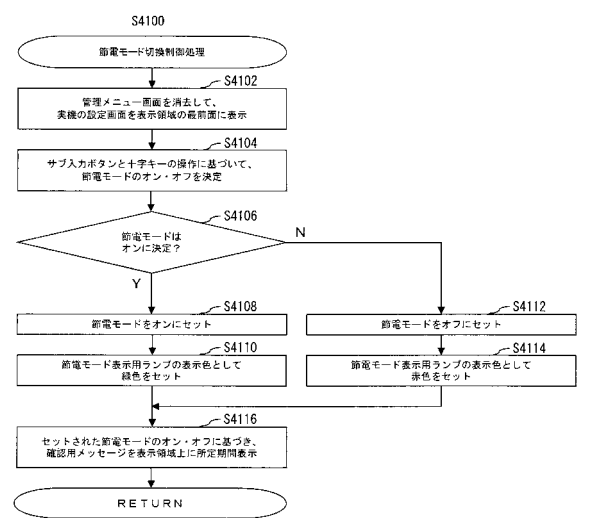 S4100
節電モード切換制御処理
S4102
管理メニュー画面を消去して、
実機の設定画面を表示領域の最前面に表示
S4104
サブ入力ボタンと十字キーの操作に基づいて、
節電モードのオン・オフを決定
S4106
節電モードは
オンに決定？
N
Y
S4108
節電モードをオンにセット
S4112
節電モードをオフにセット
S4110
節電モード表示用ランプの表示色として
緑色をセット
S4114
節電モード表示用ランプの表示色として
赤色をセット
S4116
セットされた節電モードのオン・オフに基づき、
確認用メッセージを表示領域上に所定期間表示
RETURN